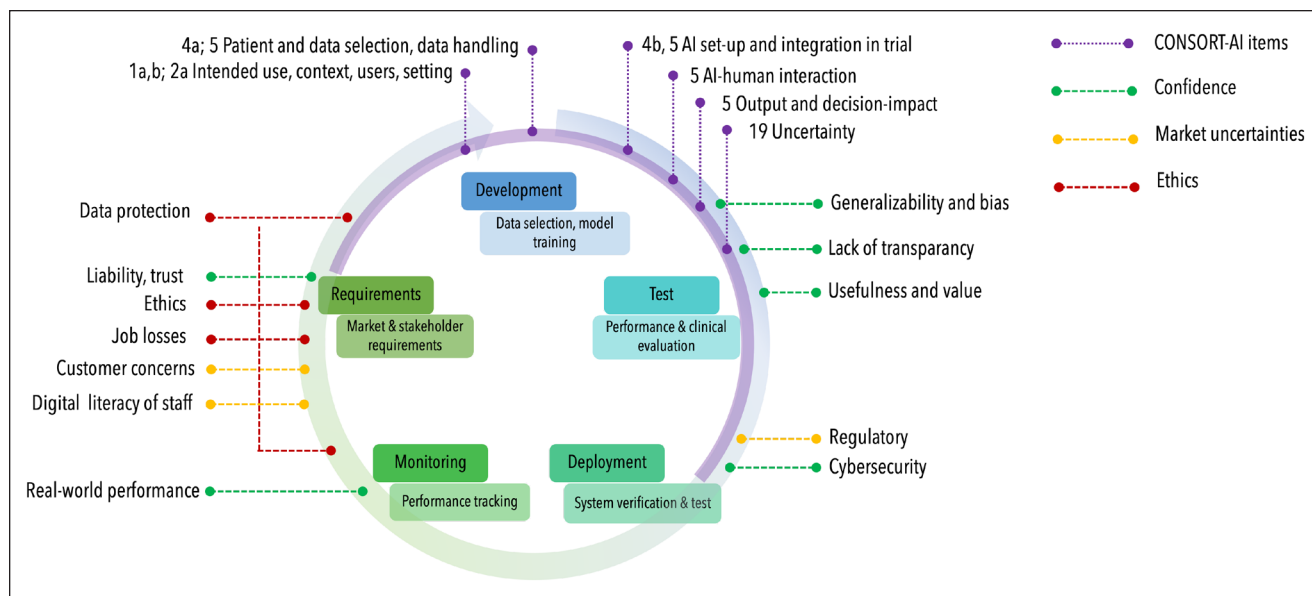 4a; 5 Patient and data selection, data handling
1a,b; 2a Intended use, context, users, setting
4b, 5 AI set-up and integration in trial
5 AI-human interaction
5 Output and decision-impact
19 Uncertainty
CONSORT-AI items
Confidence
Market uncertainties
Ethics
Development
Data selection, model
training
Data protection
Liability, trust
Ethics
Job losses
Customer concerns
Digital literacy of staff
Real-world performance
Requirements
Market & stakeholder
requirements
Test
Performance & clinical
evaluation
Generalizability and bias
Lack of transparancy
Usefulness and value
Monitoring
Performance tracking
Deployment
System verification & test
Regulatory
Cybersecurity